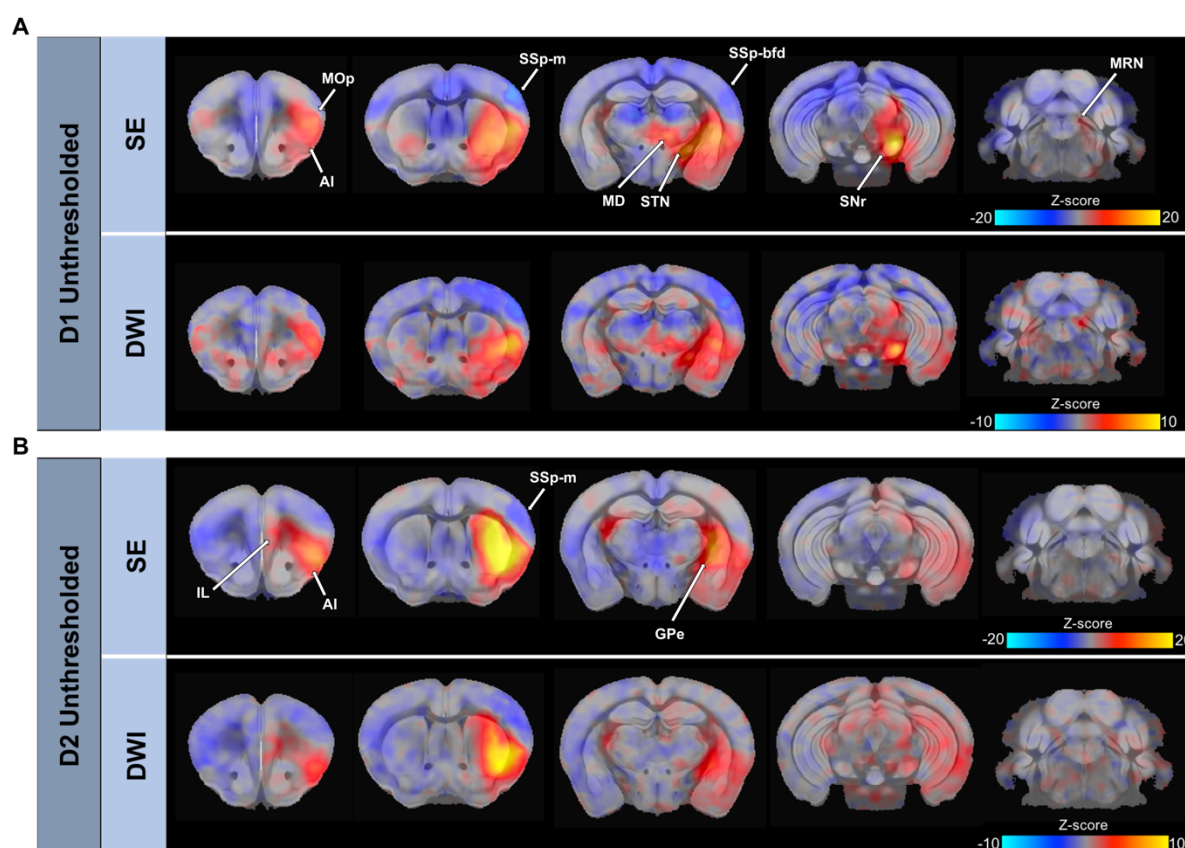 A
D1 Unthresholded
SE
MOp
AI
SSp-m
SSp-bfd
MD
STN
SNr
MRN
Z-score
-20
20
DWI
Z-score
-10
10
B
D2 Unthresholded
SE
IL
AI
SSp-m
GPe
Z-score
-20
20
DWI
Z-score
-10
10